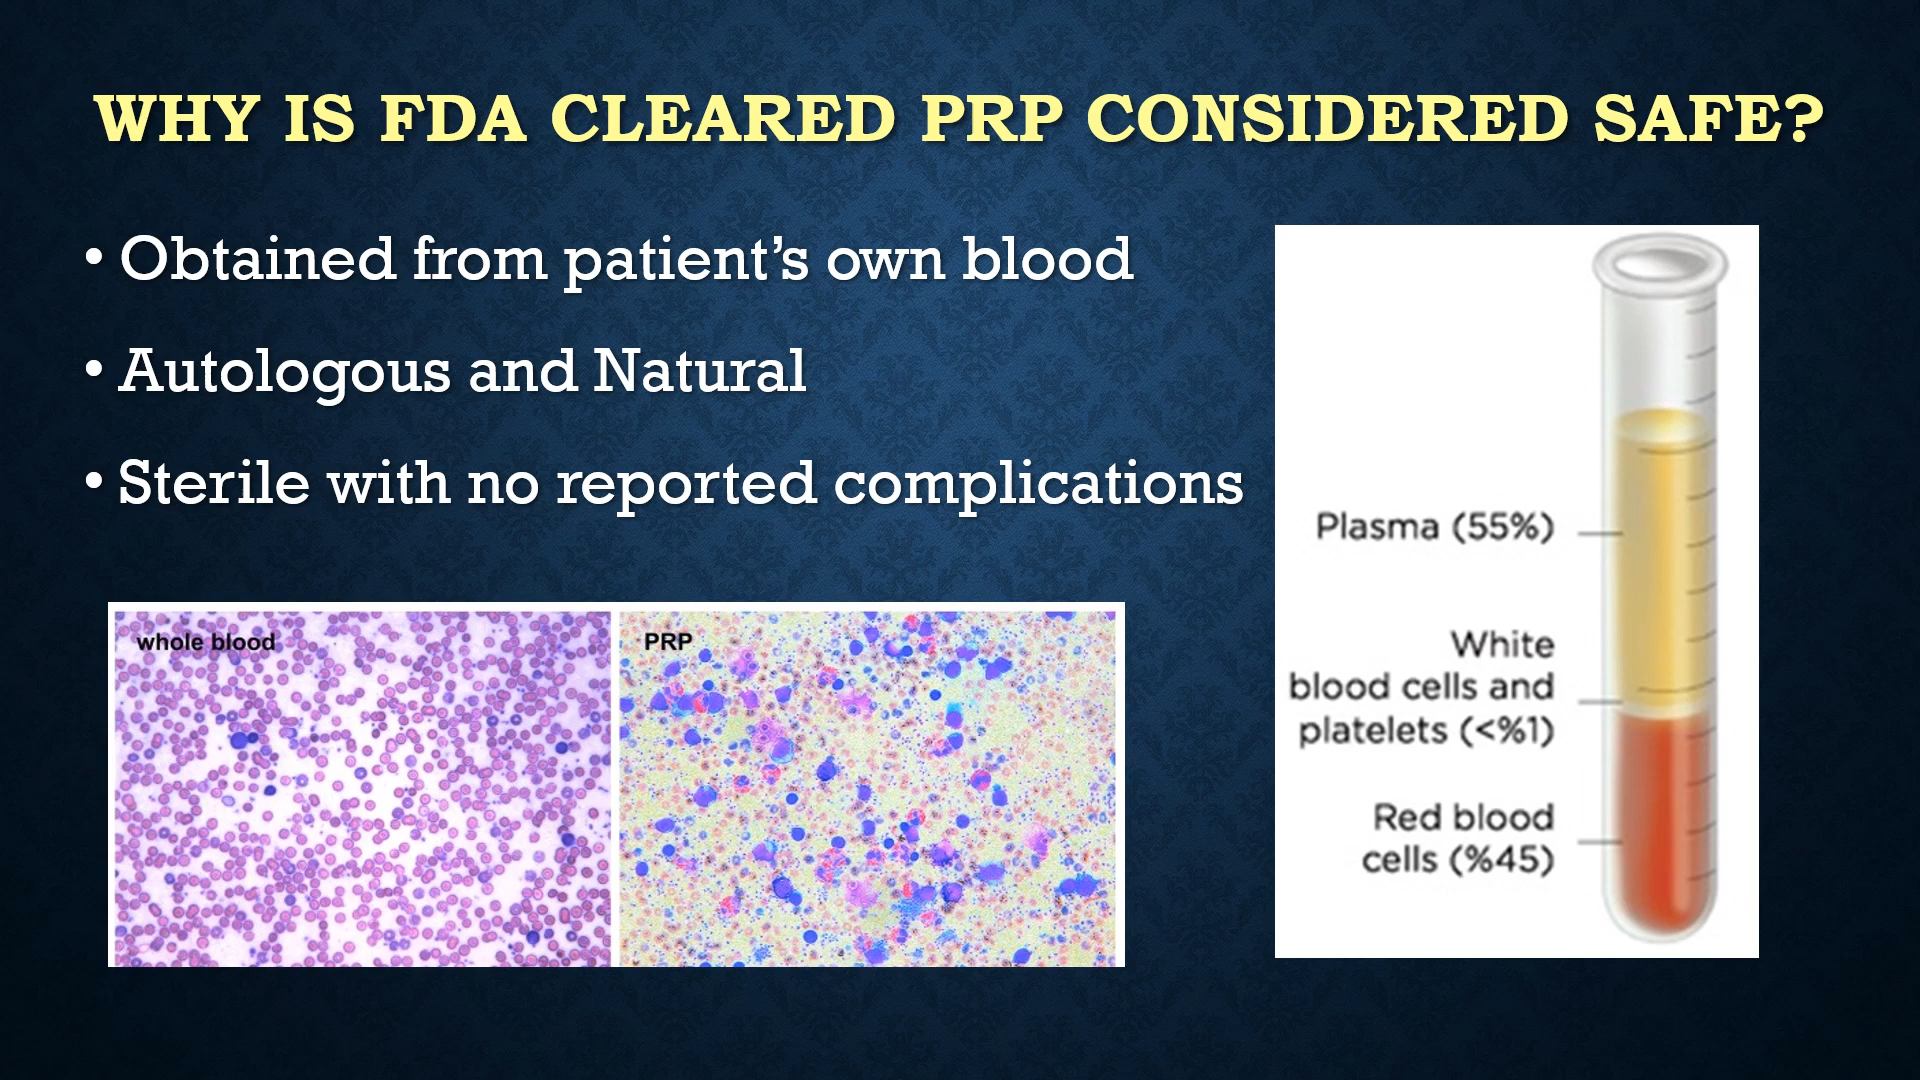 WHY IS FDA CLEARED PRP CONSIDERED SAFE?
• Obtained from patient’s own blood
• Autologous and Natural
• Sterile with no reported complications
whole blood
PRP
Plasma (55%)
White
blood cells and
platelets (<%1)
Red blood
cells (%45)